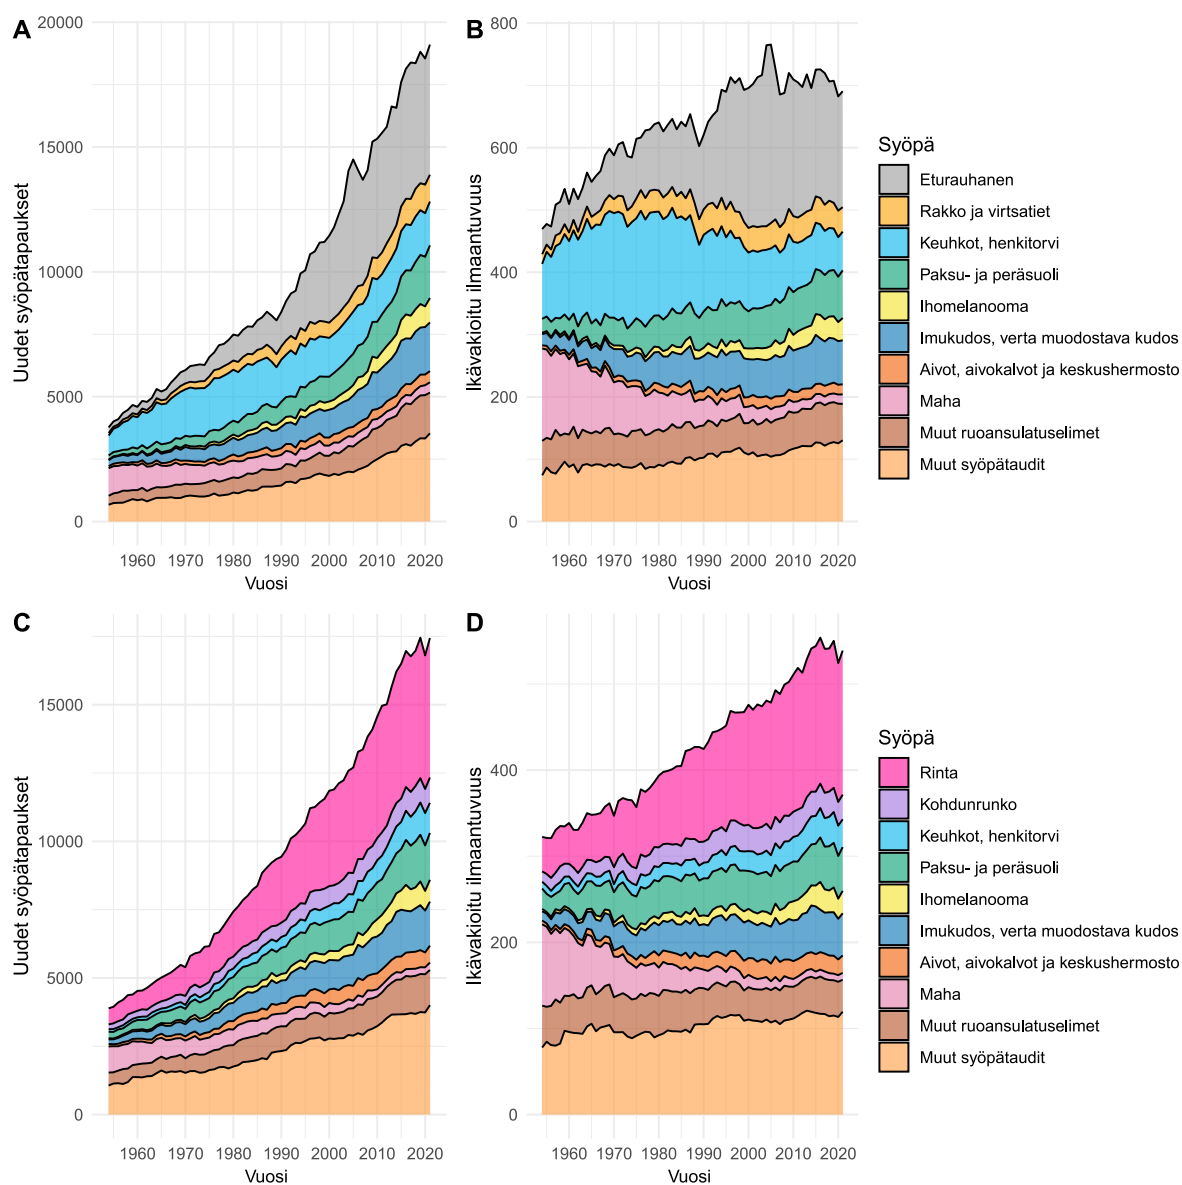 A
Uudet syöpätapaukset
20000
15000
10000
5000
0
1960 1970 1980 1990 2000 2010 2020
Vuosi
B
Ikävakioitu ilmaantuvuus
800
600
400
200
0
1960 1970 1980 1990 2000 2010 2020
Vuosi
Syöpä
Eturauhanen
Rakko ja virtsatiet
Keuhkot, henkitorvi
Paksu- ja peräsuoli
Ihomelanooma
Imukudos, verta muodostava kudos
Aivot, aivokalvot ja keskushermosto
Maha
Muut ruoansulatuselimet
Muut syöpätaudit
C
Uudet syöpätapaukset
15000
10000
5000
0
1960 1970 1980 1990 2000 2010 2020
Vuosi
D
Ikävakioitu ilmaantuvuus
400
200
0
1960 1970 1980 1990 2000 2010 2020
Vuosi
Syöpä
Rinta
Kohdunrunko
Keuhkot, henkitorvi
Paksu- ja peräsuoli
Ihomelanooma
Imukudos, verta muodostava kudos
Aivot, aivokalvot ja keskushermosto
Maha
Muut ruoansulatuselimet
Muut syöpätaudit